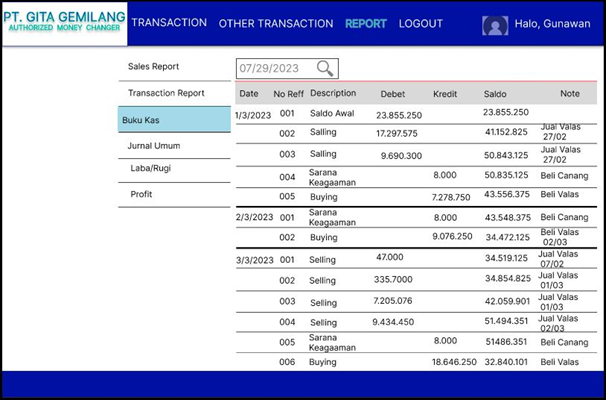 PT. GITA GEMILANG
AUTHORIZED MONEY CHANGER
TRANSACTION OTHER TRANSACTION REPORT LOGOUT Halo, Gunawan
Sales Report
Transaction Report
Buku Kas
Jurnal Umum
Laba/Rugi
Profit
07/29/2023
Date No Reff Description Debet Kredit Saldo Note
1/3/2023 001 Saldo Awal 23.855.250 23.855.250
002 Salling 17.297.575 41.152.825 Jual Valas
27/02
003 Salling 9.690.300 50.843.125 Jual Valas
27/02
004 Sarana
Keagaaman 8.000 50.835.125 Beli Canang
005 Buying 7.278.750 43.556.375 Beli Valas
2/3/2023 001 Sarana
Keagaaman 8.000 43.548.375 Beli Canang
002 Buying 9.076.250 34.472.125 Beli Valas
02/03
3/3/2023 001 Selling 47.000 34.519.125 Jual Valas
07/02
002 Selling 335.7000 34.854.825 Jual Valas
01/03
003 Selling 7.205.076 42.059.901 Jual Valas
01/03
004 Selling 9.434.450 51.494.351 Jual Valas
02/03
005 Sarana
Keagaaman 8.000 51486.351 Beli Canang
006 Buying 18.646.250 32.840.101 Beli Valas